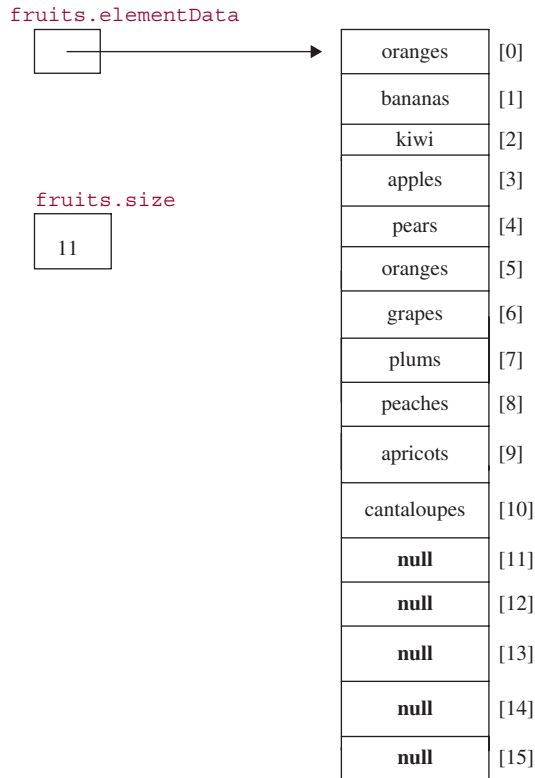 fruits.elementData
oranges [0]
bananas [1]
kiwi [2]
apples [3]
fruits.size
pears [4]
11
oranges [5]
grapes [6]
plums [7]
peaches [8]
apricots [9]
cantaloupes [10]
null [11]
null [12]
null [13]
null [14]
null [15]